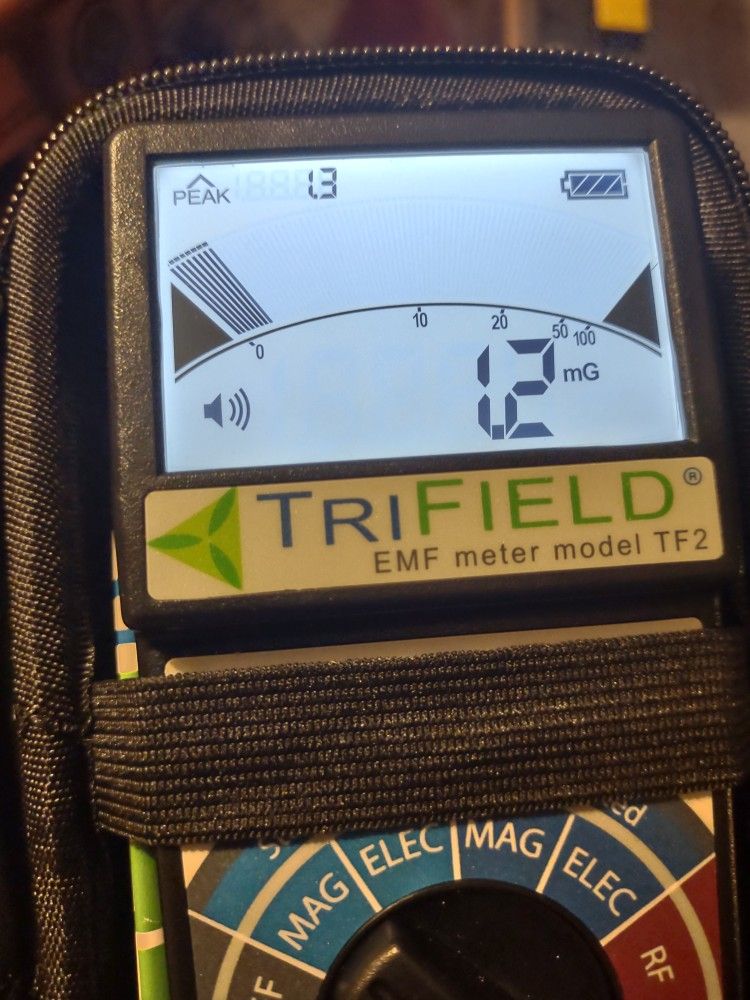 PEAK 1.3
0 10 20 50 100
1.2 mG
TRIFIELD®
EMF meter model TF2
MAG ELEC MAG ELEC
RF